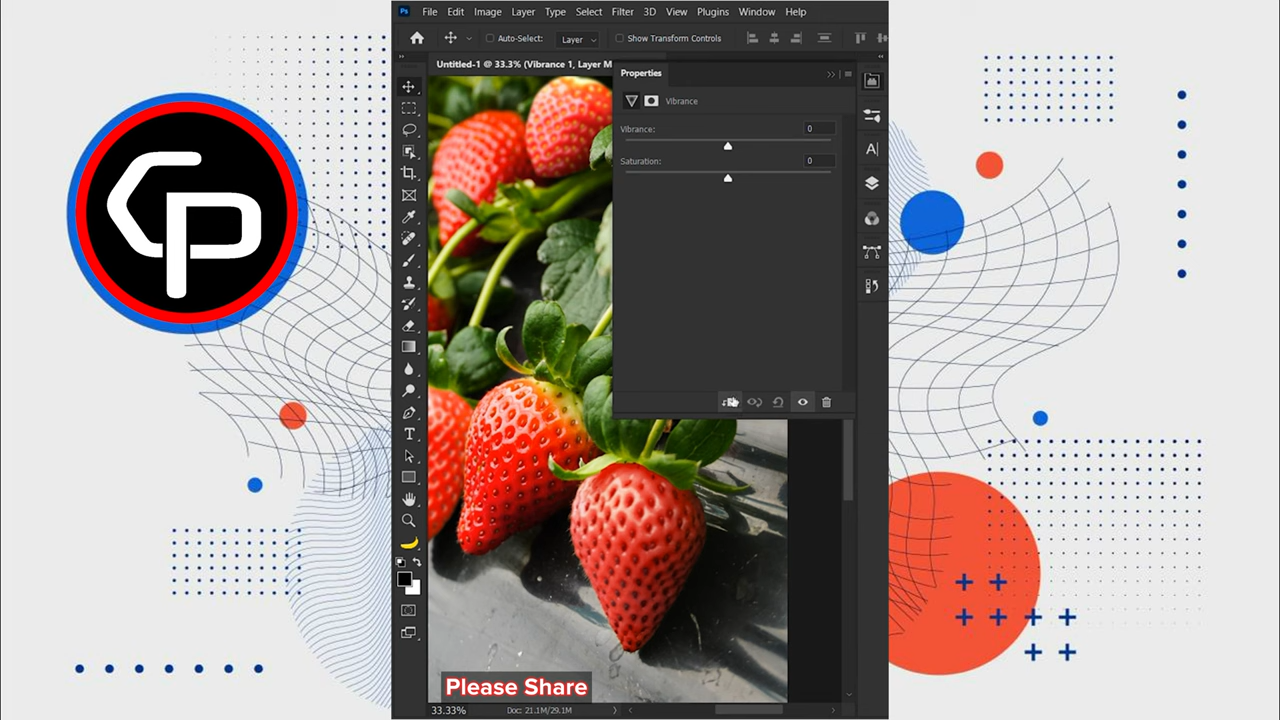 CP
Ps File Edit Image Layer Type Select Filter 3D View Plugins Window Help
Auto-Select: Layer Show Transform Controls
Untitled-1 @ 33.3% (Vibrance 1, Layer M
Properties
Vibrance
Vibrance: 0
Saturation: 0
Please Share
33.33% Doc: 21.1M/29.1M